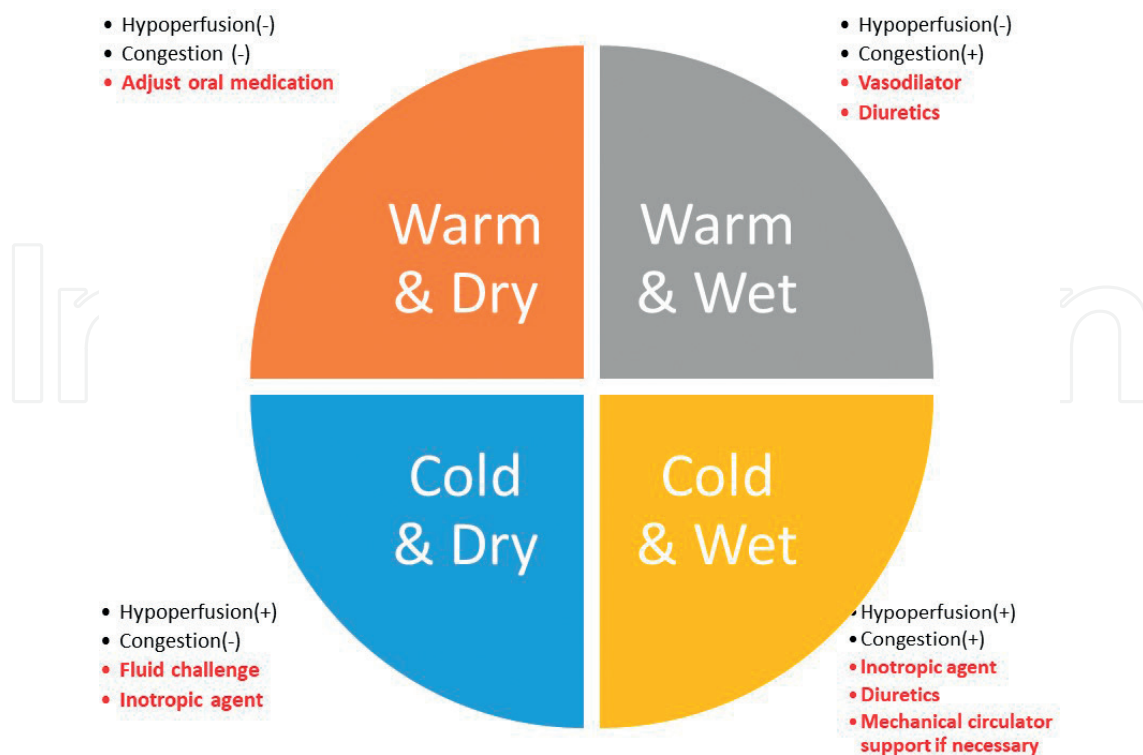 • Hypoperfusion(-)
• Congestion (-)
• Adjust oral medication
• Hypoperfusion(-)
• Congestion(+)
• Vasodilator
• Diuretics
Warm
& Dry
Warm
& Wet
Cold
& Dry
Cold
& Wet
• Hypoperfusion(+)
• Congestion(-)
• Fluid challenge
• Inotropic agent
• Hypoperfusion(+)
• Congestion(+)
• Inotropic agent
• Diuretics
• Mechanical circulator
support if necessary